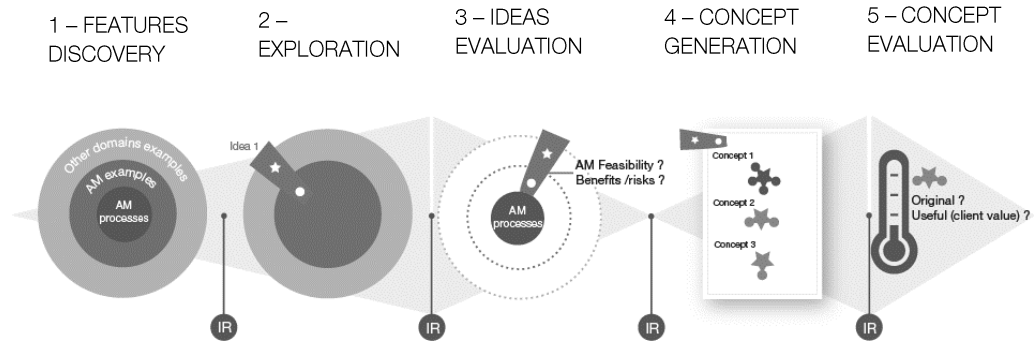 1 – FEATURES
DISCOVERY
2 –
EXPLORATION
3 – IDEAS
EVALUATION
4 – CONCEPT
GENERATION
5 – CONCEPT
EVALUATION
Other domains examples
AM examples
AM
processes
Idea 1
AM Feasibility ?
Benefits /risks ?
AM
processes
Concept 1
Concept 2
Concept 3
Original ?
Useful (client value) ?
IR
IR
IR
IR